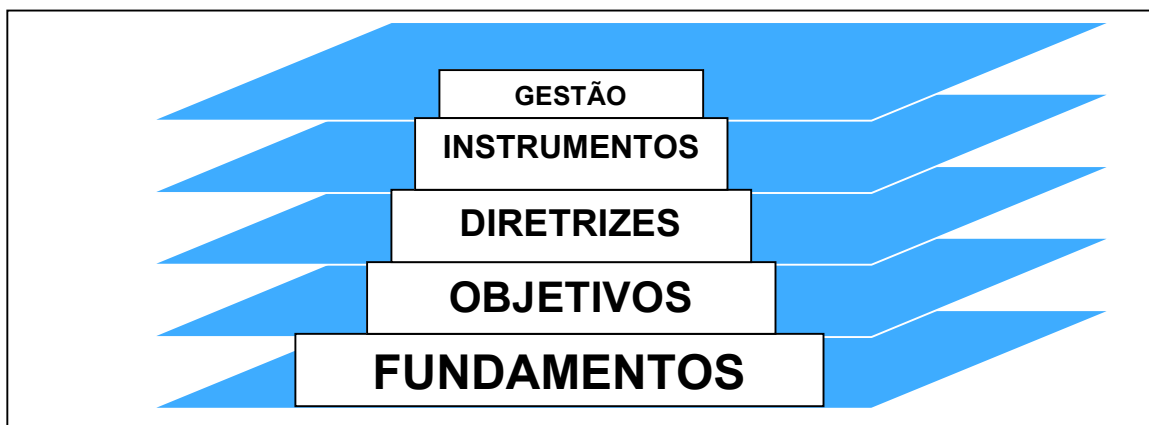 GESTÃO
INSTRUMENTOS
DIRETRIZES
OBJETIVOS
FUNDAMENTOS